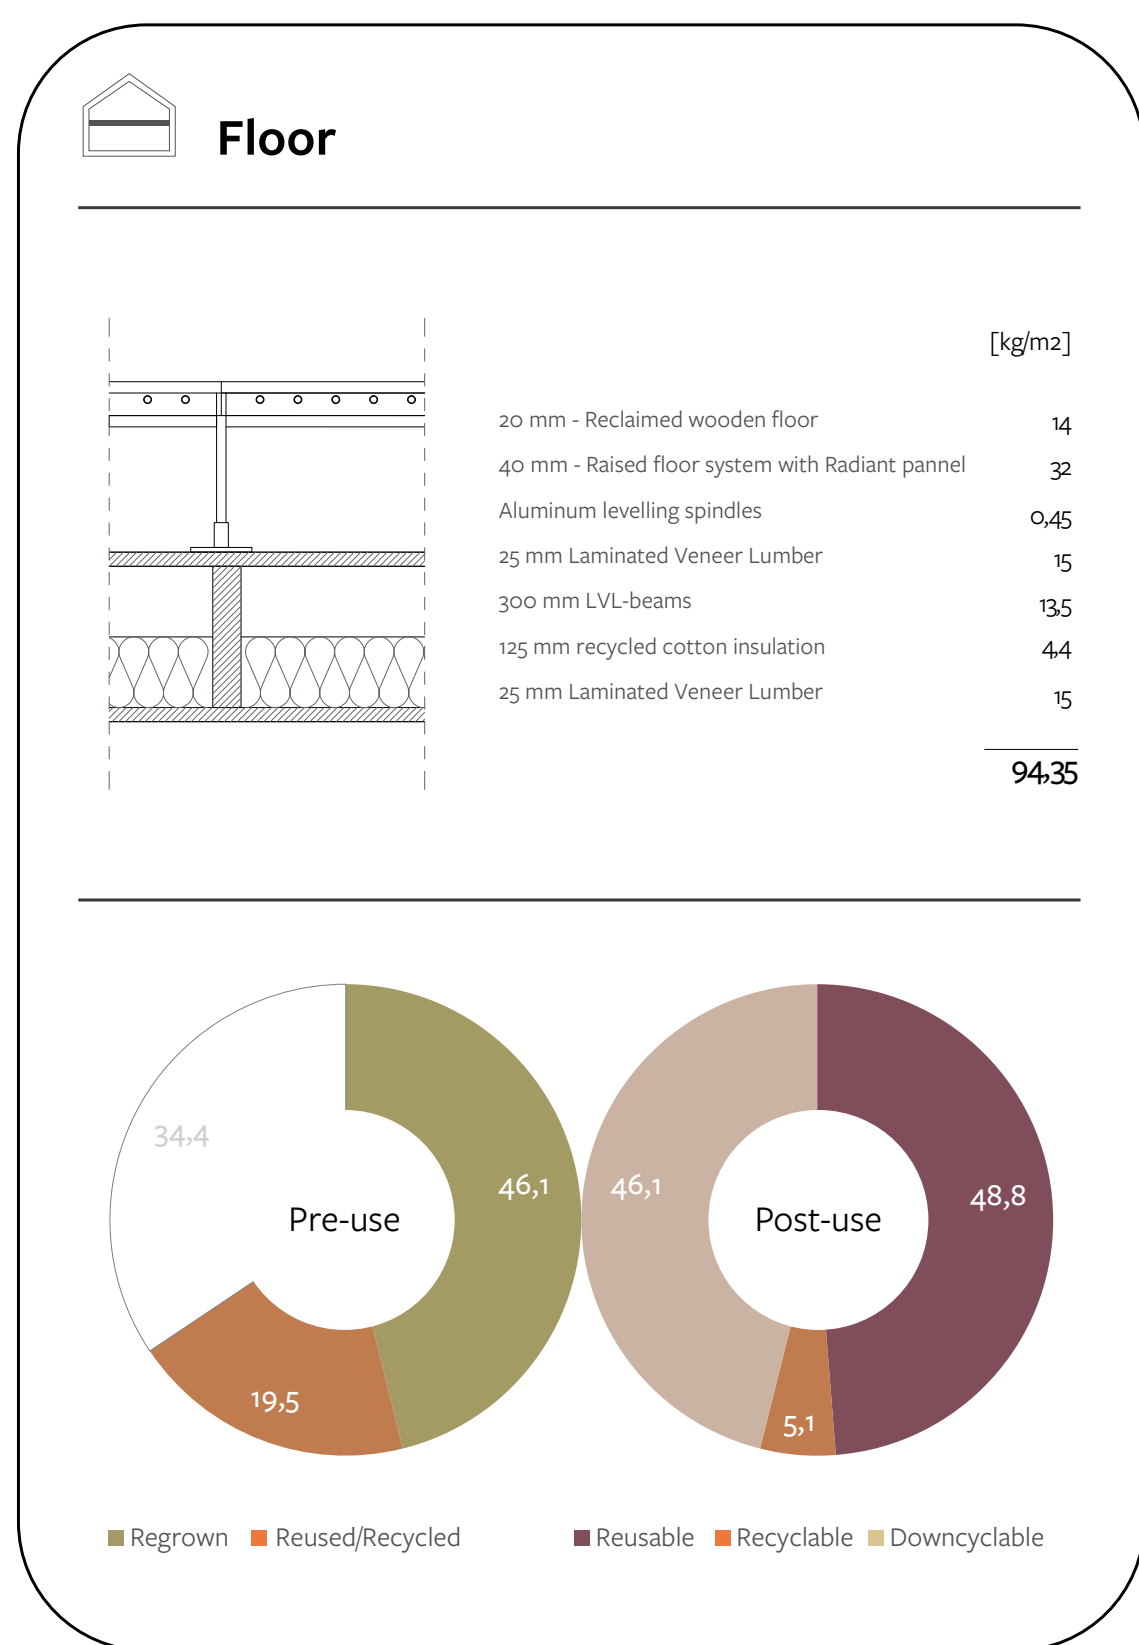 Floor
[kg/m2]
20 mm - Reclaimed wooden floor 14
40 mm - Raised floor system with Radiant pannel 32
Aluminum levelling spindles 0,45
25 mm Laminated Veneer Lumber 15
300 mm LVL-beams 13,5
125 mm recycled cotton insulation 4,4
25 mm Laminated Veneer Lumber 15
94,35
34,4
46,1
Pre-use
19,5
46,1
48,8
Post-use
5,1
Regrown Reused/Recycled
Reusable Recyclable Downcyclable